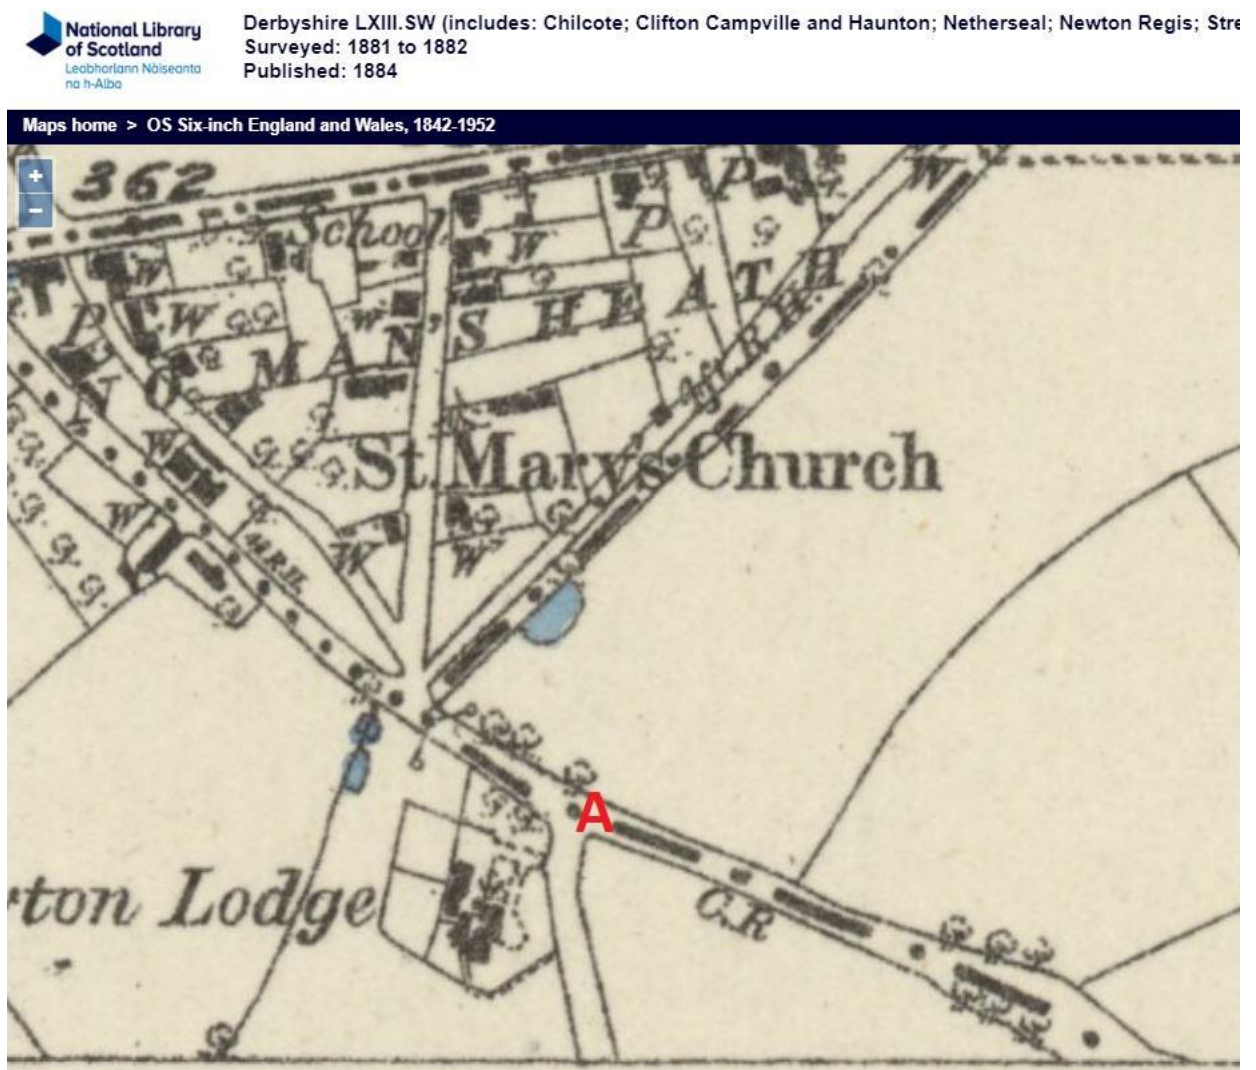 National Library
of Scotland
Leabharlann Nàiseanta
na h-Alba
Derbyshire LXIII.SW (includes: Chilcote; Clifton Campville and Haunton; Netherseal; Newton Regis; Stre
Surveyed: 1881 to 1882
Published: 1884
Maps home > OS Six-inch England and Wales, 1842-1952
+
−
362
School
W
P
P
W
W
W
W
P
NO MAN'S HEATH
R.H.
W
St. Mary's Church
W
W
W
M.R.H.
A
C.R
rton Lodge